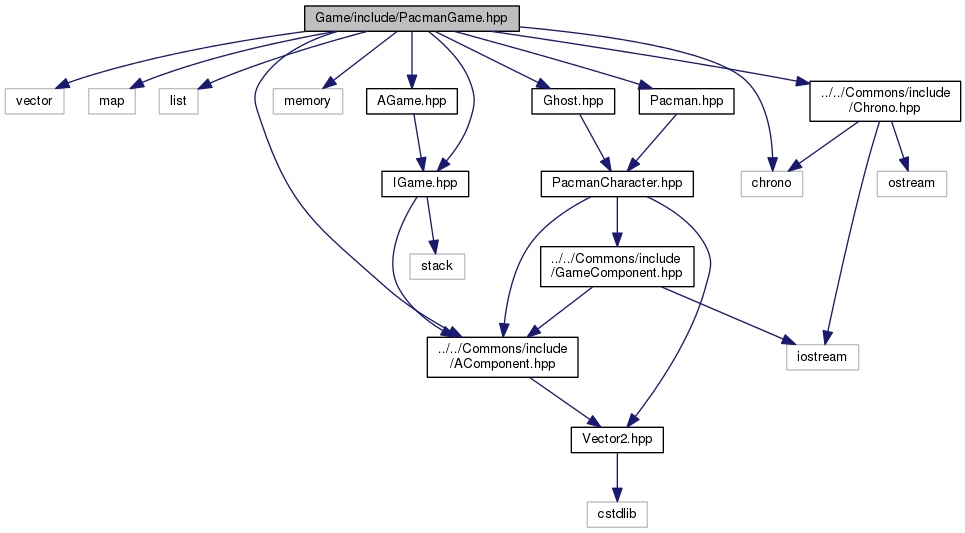 Game/include/PacmanGame.hpp
vector
map
list
memory
AGame.hpp
Ghost.hpp
Pacman.hpp
../../Commons/include
/Chrono.hpp
IGame.hpp
PacmanCharacter.hpp
chrono
ostream
stack
../../Commons/include
/GameComponent.hpp
../../Commons/include
/AComponent.hpp
iostream
Vector2.hpp
cstdlib